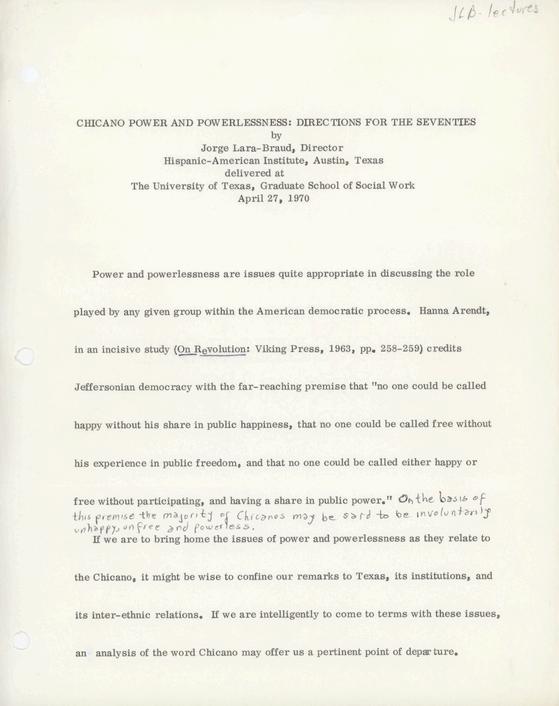 JLB- lectures
CHICANO POWER AND POWERLESSNESS: DIRECTIONS FOR THE SEVENTIES
by
Jorge Lara-Braud, Director
Hispanic-American Institute, Austin, Texas
delivered at
The University of Texas, Graduate School of Social Work
April 27, 1970
Power and powerlessness are issues quite appropriate in discussing the role
played by any given group within the American democratic process. Hanna Arendt,
in an incisive study (On Revolution: Viking Press, 1963, pp. 258-259) credits
Jeffersonian democracy with the far-reaching premise that "no one could be called
happy without his share in public happiness, that no one could be called free without
his experience in public freedom, and that no one could be called either happy or
free without participating, and having a share in public power." On the basis of
this premise the majority of Chicanos may be said to be involuntarily
unhappy, unfree and powerless.
If we are to bring home the issues of power and powerlessness as they relate to
the Chicano, it might be wise to confine our remarks to Texas, its institutions, and
its inter-ethnic relations. If we are intelligently to come to terms with these issues,
an analysis of the word Chicano may offer us a pertinent point of departure.